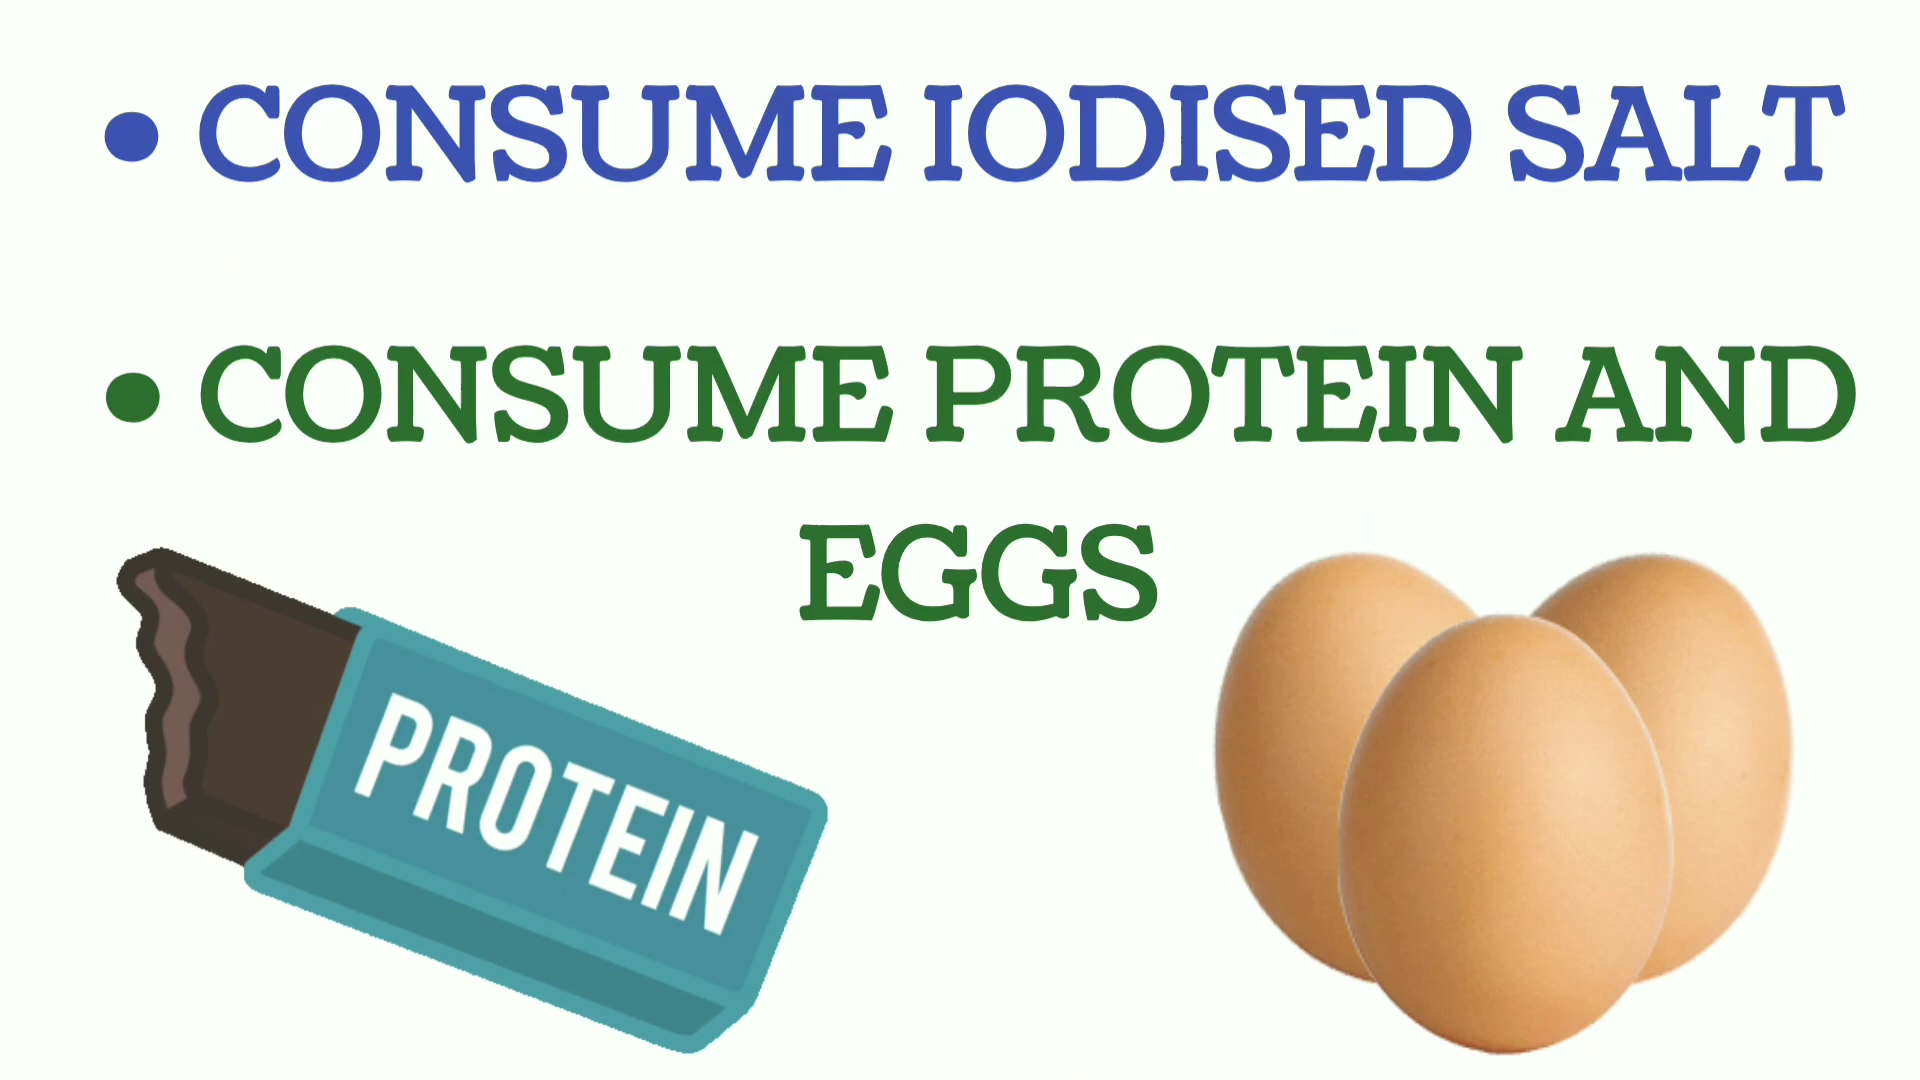 • CONSUME IODISED SALT
• CONSUME PROTEIN AND
EGGS
PROTEIN